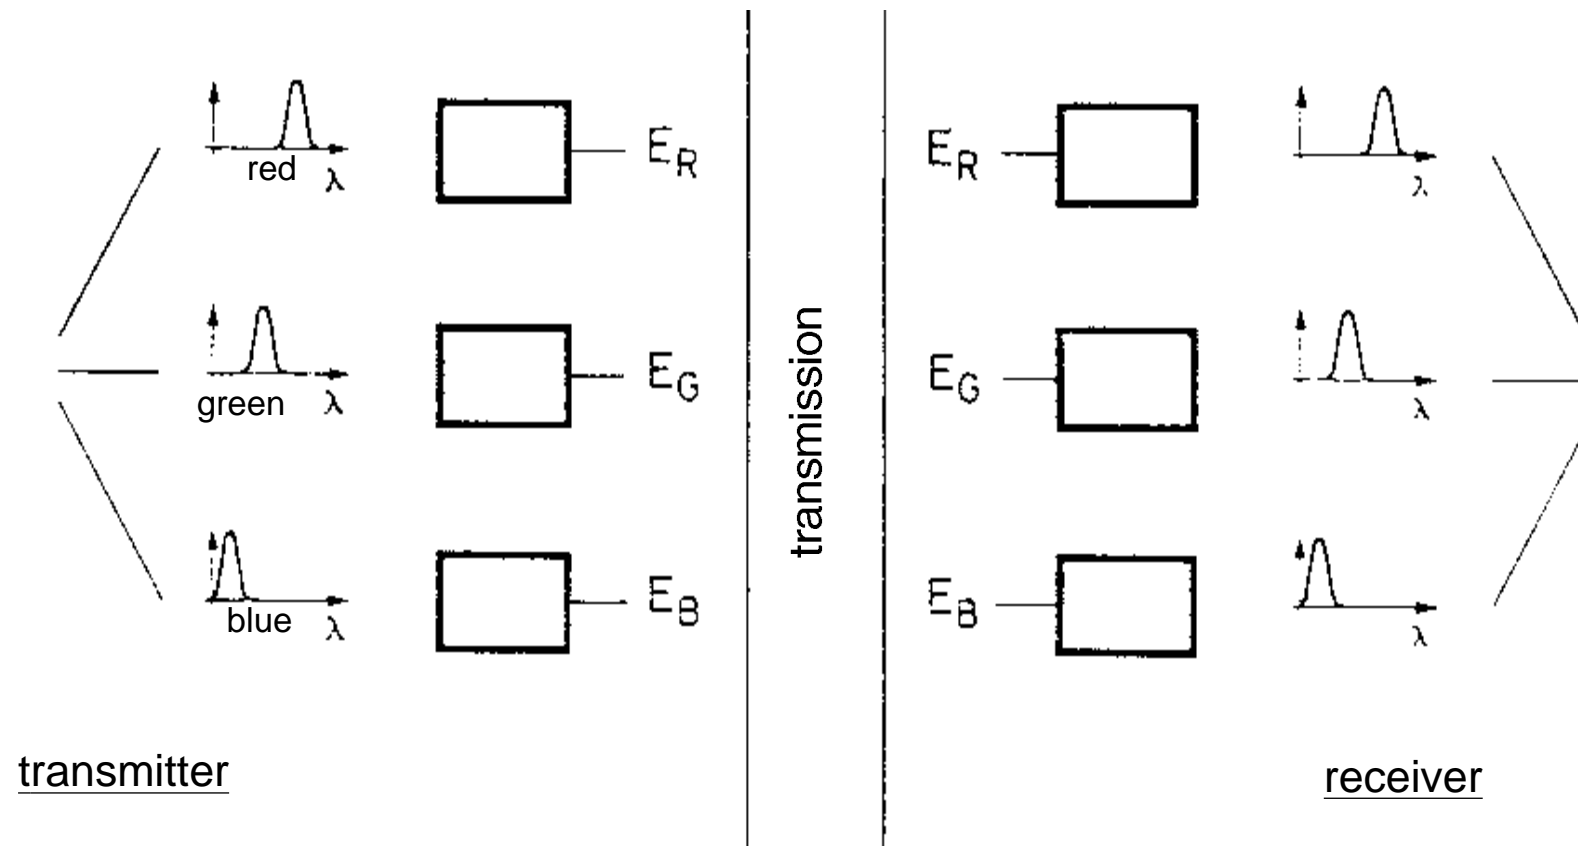 red
λ
E_R
green
λ
E_G
blue
λ
E_B
transmitter
transmission
E_R
λ
E_G
λ
E_B
λ
receiver